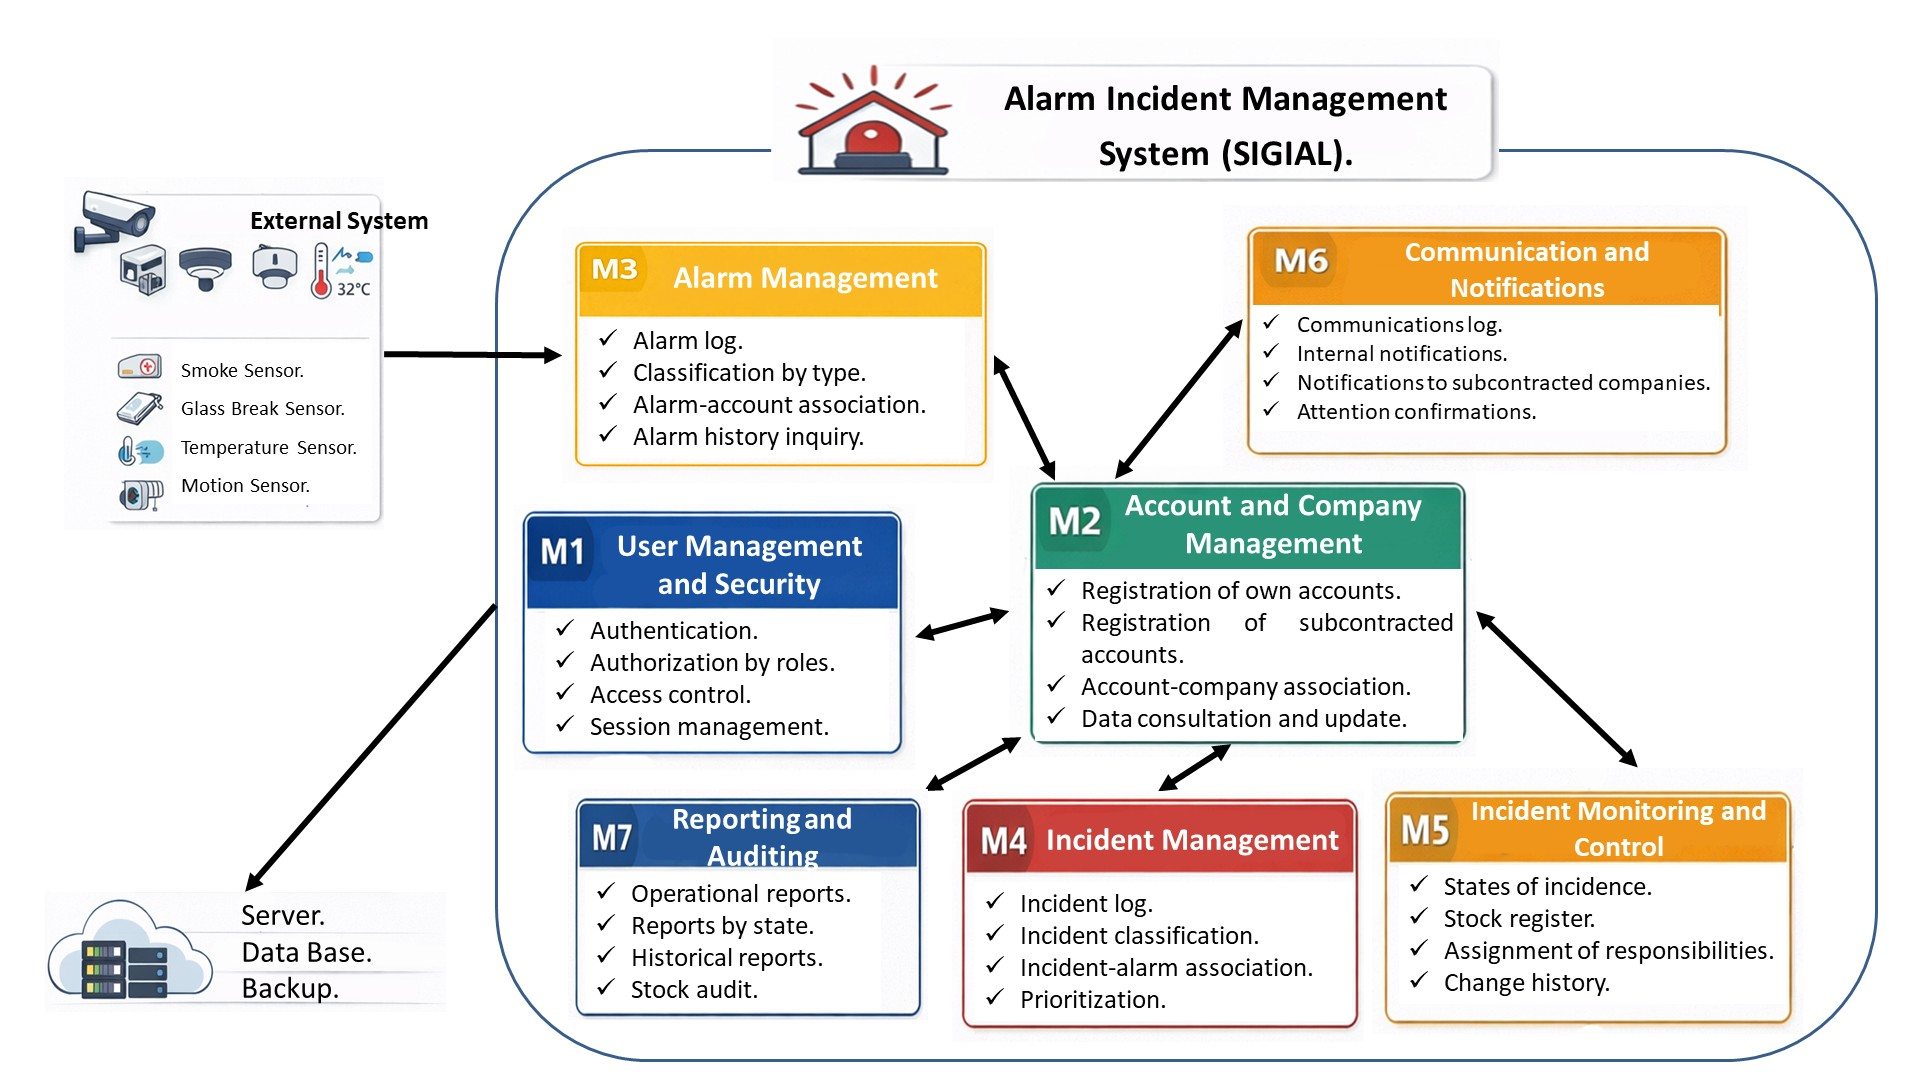 Alarm Incident Management
System (SIGIAL).
External System
32°C
Smoke Sensor.
Glass Break Sensor.
Temperature Sensor.
Motion Sensor.
M3
Alarm Management
Alarm log.
Classification by type.
Alarm-account association.
Alarm history inquiry.
M6
Communication and
Notifications
Communications log.
Internal notifications.
Notifications to subcontracted companies.
Attention confirmations.
M1
User Management
and Security
Authentication.
Authorization by roles.
Access control.
Session management.
M2
Account and Company
Management
Registration of own accounts.
Registration of subcontracted
accounts.
Account-company association.
Data consultation and update.
M7
Reporting and
Auditing
Operational reports.
Reports by state.
Historical reports.
Stock audit.
M4
Incident Management
Incident log.
Incident classification.
Incident-alarm association.
Prioritization.
M5
Incident Monitoring and
Control
States of incidence.
Stock register.
Assignment of responsibilities.
Change history.
Server.
Data Base.
Backup.